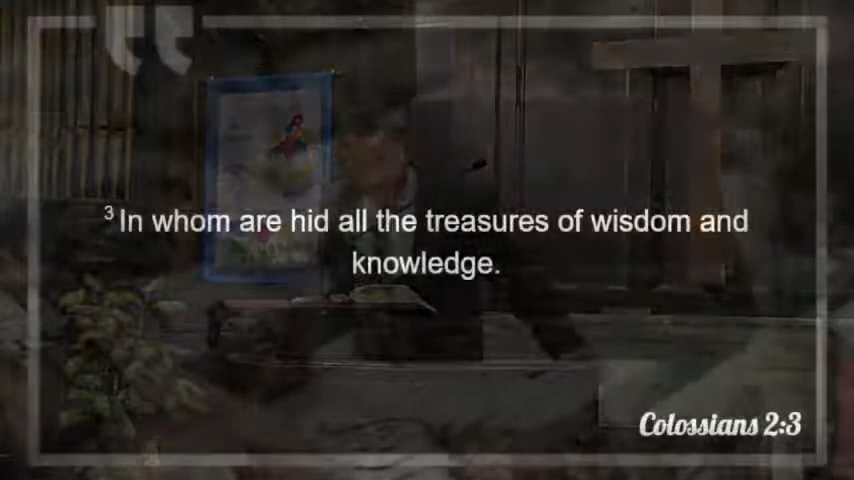 3 In whom are hid all the treasures of wisdom and
knowledge.
Colossians 2:3